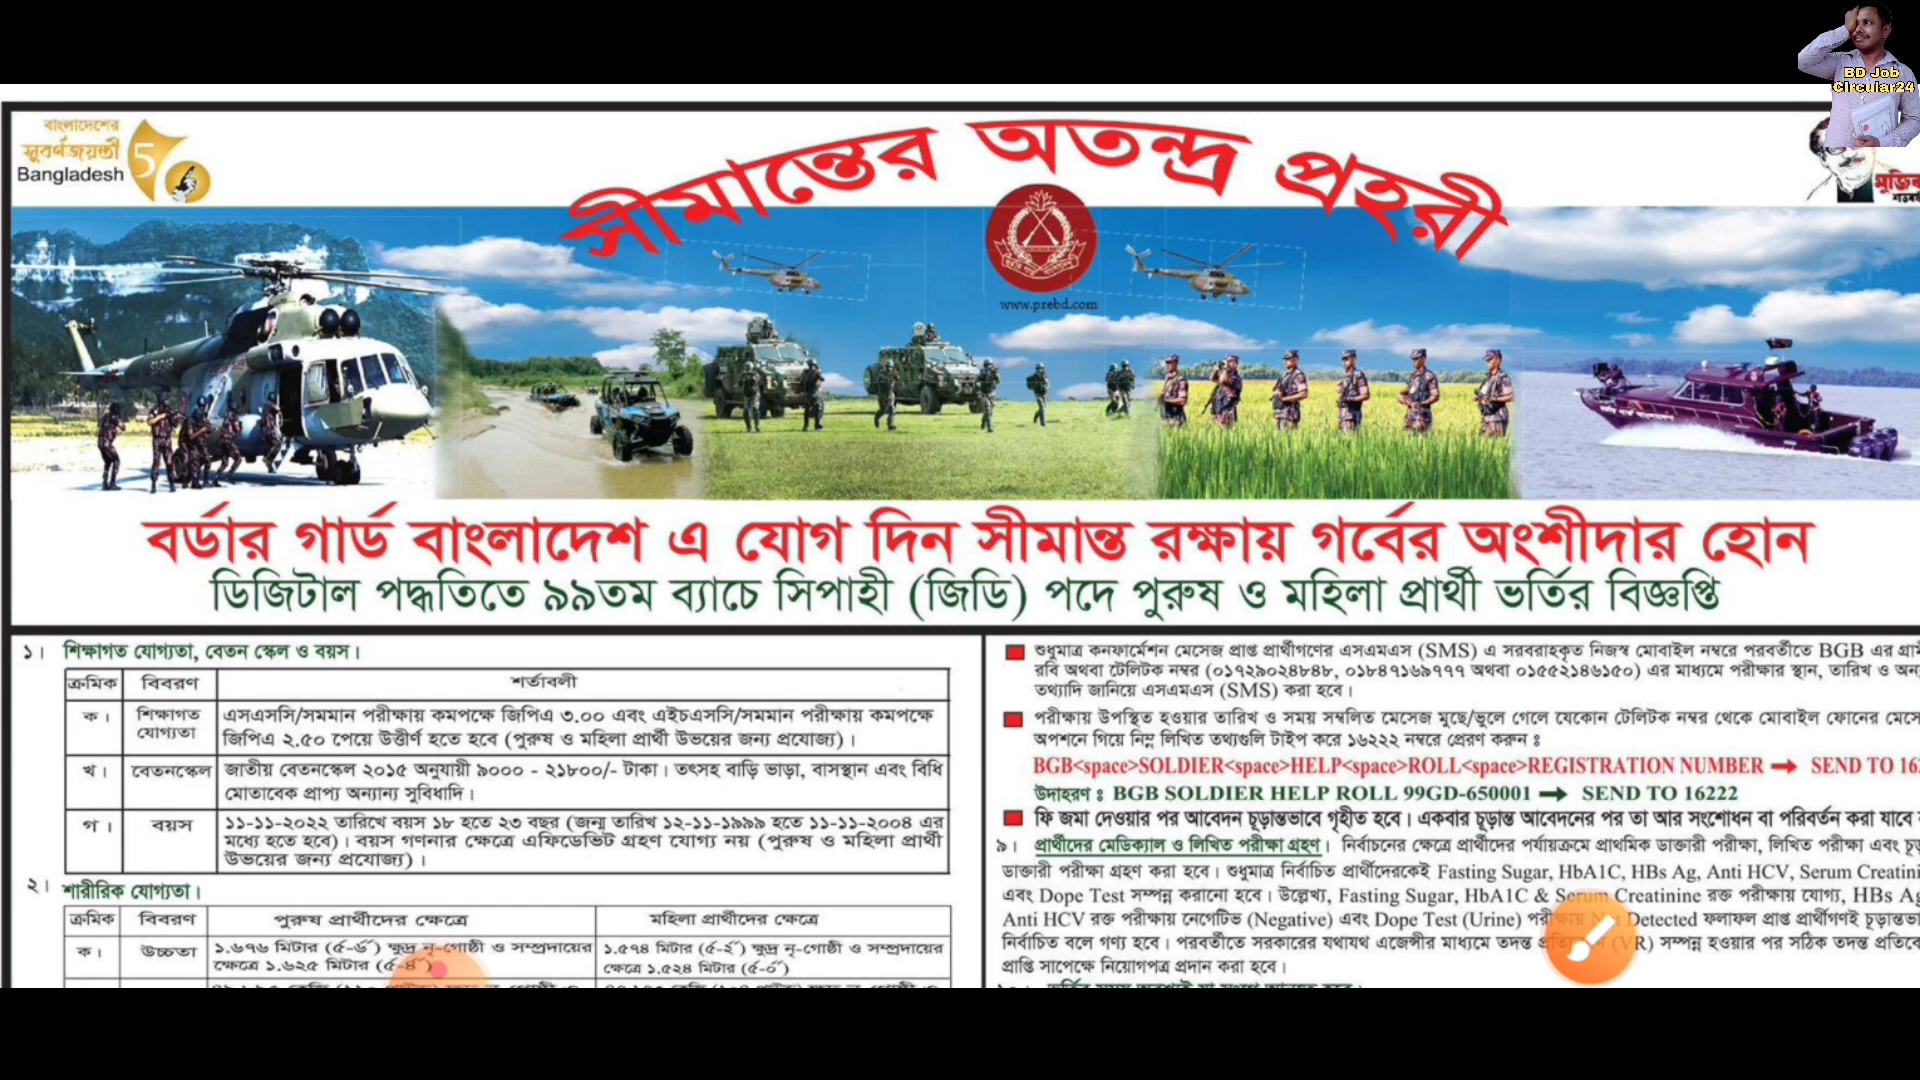 BD Job
Circular24
বাংলাদেশের
সুবর্ণজয়ন্তী
Bangladesh
50
সীমান্তের অতন্দ্র প্রহরী
www.prebd.com
বর্ডার গার্ড বাংলাদেশ এ যোগ দিন সীমান্ত রক্ষায় গর্বের অংশীদার হোন
ডিজিটাল পদ্ধতিতে ৯৯তম ব্যাচে সিপাহী (জিডি) পদে পুরুষ ও মহিলা প্রার্থী ভর্তির বিজ্ঞপ্তি
১। শিক্ষাগত যোগ্যতা, বেতন স্কেল ও বয়স।
ক্রমিক বিবরণ শর্তাবলী
ক। শিক্ষাগত যোগ্যতা এসএসসি/সমমান পরীক্ষায় কমপক্ষে জিপিএ ৩.০০ এবং এইচএসসি/সমমান পরীক্ষায় কমপক্ষে
জিপিএ ২.৫০ পেয়ে উত্তীর্ণ হতে হবে (পুরুষ ও মহিলা প্রার্থী উভয়ের জন্য প্রযোজ্য)।
খ। বেতনস্কেল জাতীয় বেতনস্কেল ২০১৫ অনুযায়ী ৯০০০ - ২১৮০০/- টাকা। তৎসহ বাড়ি ভাড়া, বাসস্থান এবং বিধি
মোতাবেক প্রাপ্য অন্যান্য সুবিধাদি।
গ। বয়স ১১-১১-২০২২ তারিখে বয়স ১৮ হতে ২৩ বছর (জন্ম তারিখ ১২-১১-১৯৯৯ হতে ১১-১১-২০০৪ এর
মধ্যে হতে হবে)। বয়স গণনার ক্ষেত্রে এফিডেভিট গ্রহণ যোগ্য নয় (পুরুষ ও মহিলা প্রার্থী
উভয়ের জন্য প্রযোজ্য)।
২। শারীরিক যোগ্যতা।
ক্রমিক বিবরণ পুরুষ প্রার্থীদের ক্ষেত্রে মহিলা প্রার্থীদের ক্ষেত্রে
ক। উচ্চতা ১.৬৭৬ মিটার (৫'-৬") ক্ষুদ্র নৃ-গোষ্ঠী ও সম্প্রদায়ের ১.৫৭৪ মিটার (৫'-২") ক্ষুদ্র নৃ-গোষ্ঠী ও সম্প্রদায়ের
ক্ষেত্রে ১.৬২৫ মিটার (৫'-৪") ক্ষেত্রে ১.৫২৪ মিটার (৫'-০")
শুধুমাত্র কনফার্মেশন মেসেজ প্রাপ্ত প্রার্থীগণের এসএমএস (SMS) এ সরবরাহকৃত নিজস্ব মোবাইল নম্বরে পরবর্তীতে BGB এর
রবি অথবা টেলিটক নম্বর (০১৭২৯০২৪৮৪৮, ০১৮৪৭১৬৯৭৭৭ অথবা ০১৫৫২১৪৬১৫০) এর মাধ্যমে পরীক্ষার স্থান, তারিখ ও
তথ্যাদি জানিয়ে এসএমএস (SMS) করা হবে।
পরীক্ষায় উপস্থিত হওয়ার তারিখ ও সময় সম্বলিত মেসেজ মুছে/ভুলে গেলে যেকোন টেলিটক নম্বর থেকে মোবাইল ফোনের
অপশনে গিয়ে নিম্ন লিখিত তথ্যগুলি টাইপ করে ১৬২২২ নম্বরে প্রেরণ করুন ঃ
BGB<space>SOLDIER<space>HELP<space>ROLL<space>REGISTRATION NUMBER → SEND TO
উদাহরণ ঃ BGB SOLDIER HELP ROLL 99GD-650001 → SEND TO 16222
ফি জমা দেওয়ার পর আবেদন চূড়ান্তভাবে গৃহীত হবে। একবার চূড়ান্ত আবেদনের পর তা আর সংশোধন বা পরিবর্তন করা যাবে
৯। প্রার্থীদের মেডিক্যাল ও লিখিত পরীক্ষা গ্রহণ। নির্বাচনের ক্ষেত্রে প্রার্থীদের পর্যায়ক্রমে প্রাথমিক ডাক্তারী পরীক্ষা, লিখিত পরীক্ষা এবং
ডাক্তারী পরীক্ষা গ্রহণ করা হবে। শুধুমাত্র নির্বাচিত প্রার্থীদেরকেই Fasting Sugar, HbA1C, HBs Ag, Anti HCV, Serum
এবং Dope Test সম্পন্ন করানো হবে। উল্লেখ্য, Fasting Sugar, HbA1C & Serum Creatinine রক্ত পরীক্ষায় যোগ্য, HBs
Anti HCV রক্ত পরীক্ষায় নেগেটিভ (Negative) এবং Dope Test (Urine) Detected ফলাফল প্রাপ্ত প্রার্থীগণই
নির্বাচিত বলে গণ্য হবে। পরবর্তীতে সরকারের যথাযথ এজেন্সীর মাধ্যমে তদন্ত সম্পন্ন হওয়ার পর সঠিক তদন্ত
প্রাপ্তি সাপেক্ষে নিয়োগপত্র প্রদান করা হবে।